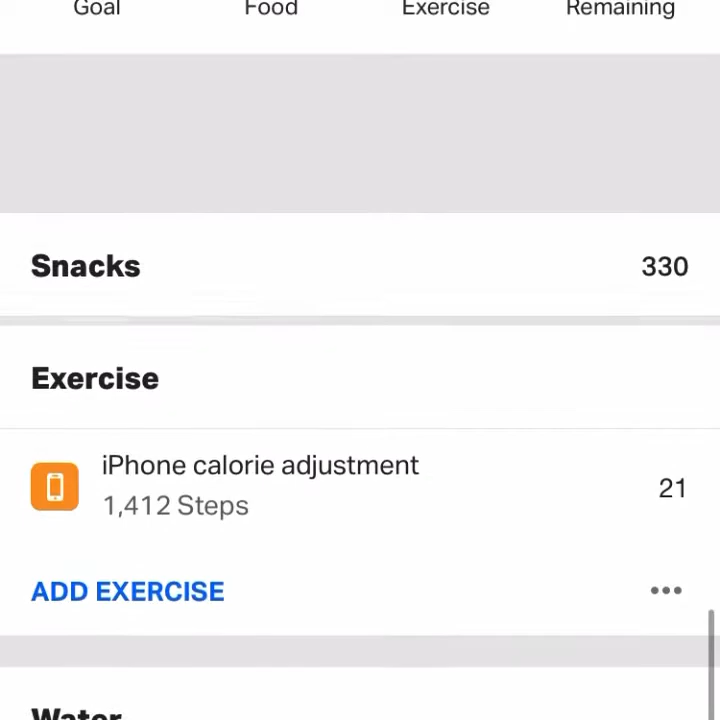 Goal Food Exercise Remaining
Snacks 330
Exercise
iPhone calorie adjustment
1,412 Steps
21
ADD EXERCISE
Water